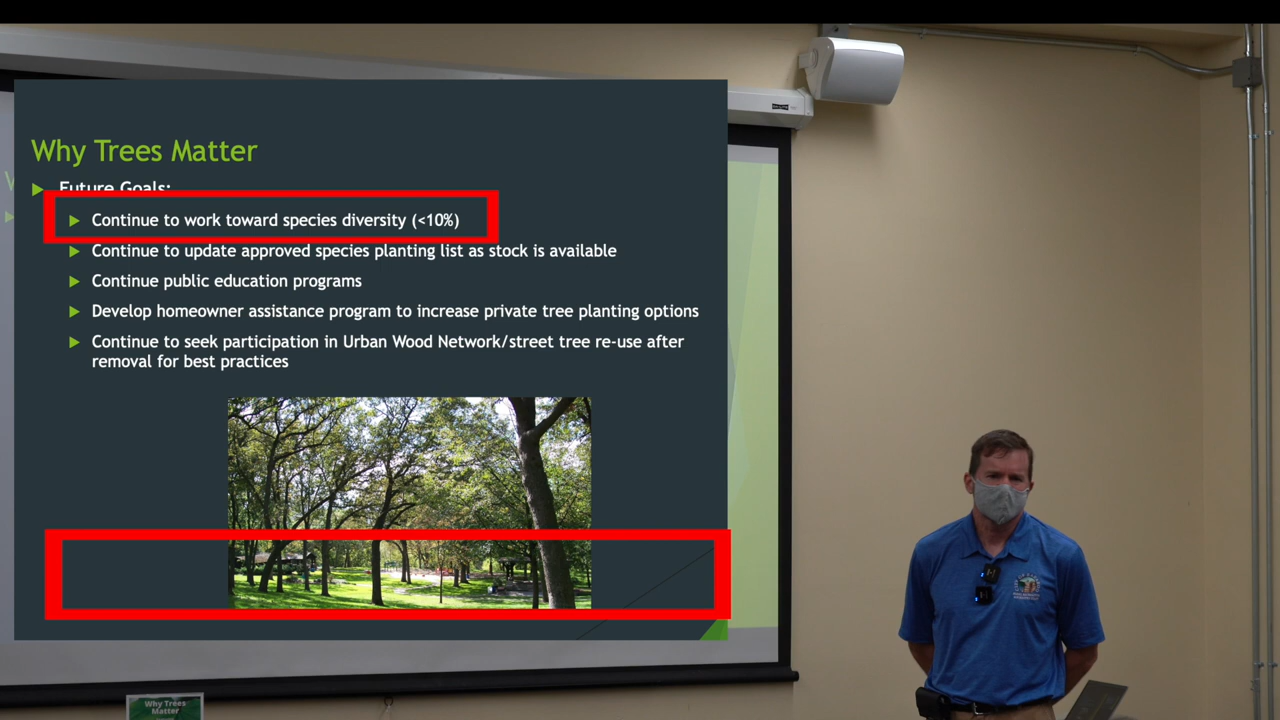 Why Trees Matter
Future Goals:
Continue to work toward species diversity (<10%)
Continue to update approved species planting list as stock is available
Continue public education programs
Develop homeowner assistance program to increase private tree planting options
Continue to seek participation in Urban Wood Network/street tree re-use after
removal for best practices
Why Trees
Matter